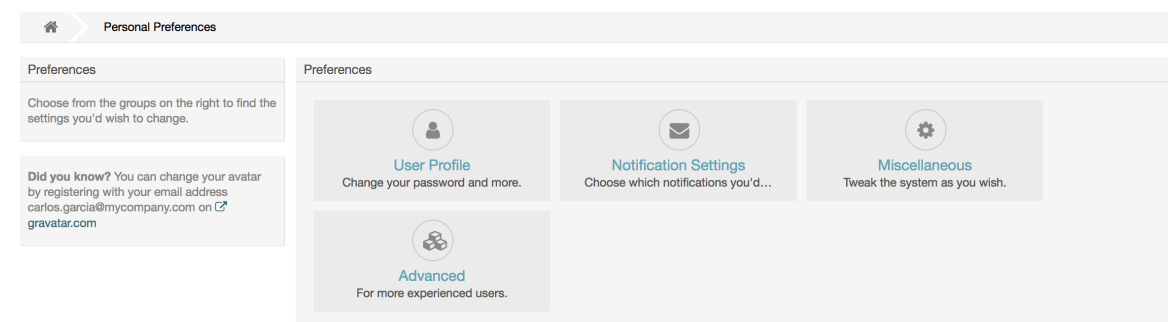 Personal Preferences
Preferences
Choose from the groups on the right to find the
settings you'd wish to change.
Did you know? You can change your avatar
by registering with your email address
carlos.garcia@mycompany.com on
gravatar.com
Preferences
User Profile
Change your password and more.
Notification Settings
Choose which notifications you'd...
Miscellaneous
Tweak the system as you wish.
Advanced
For more experienced users.